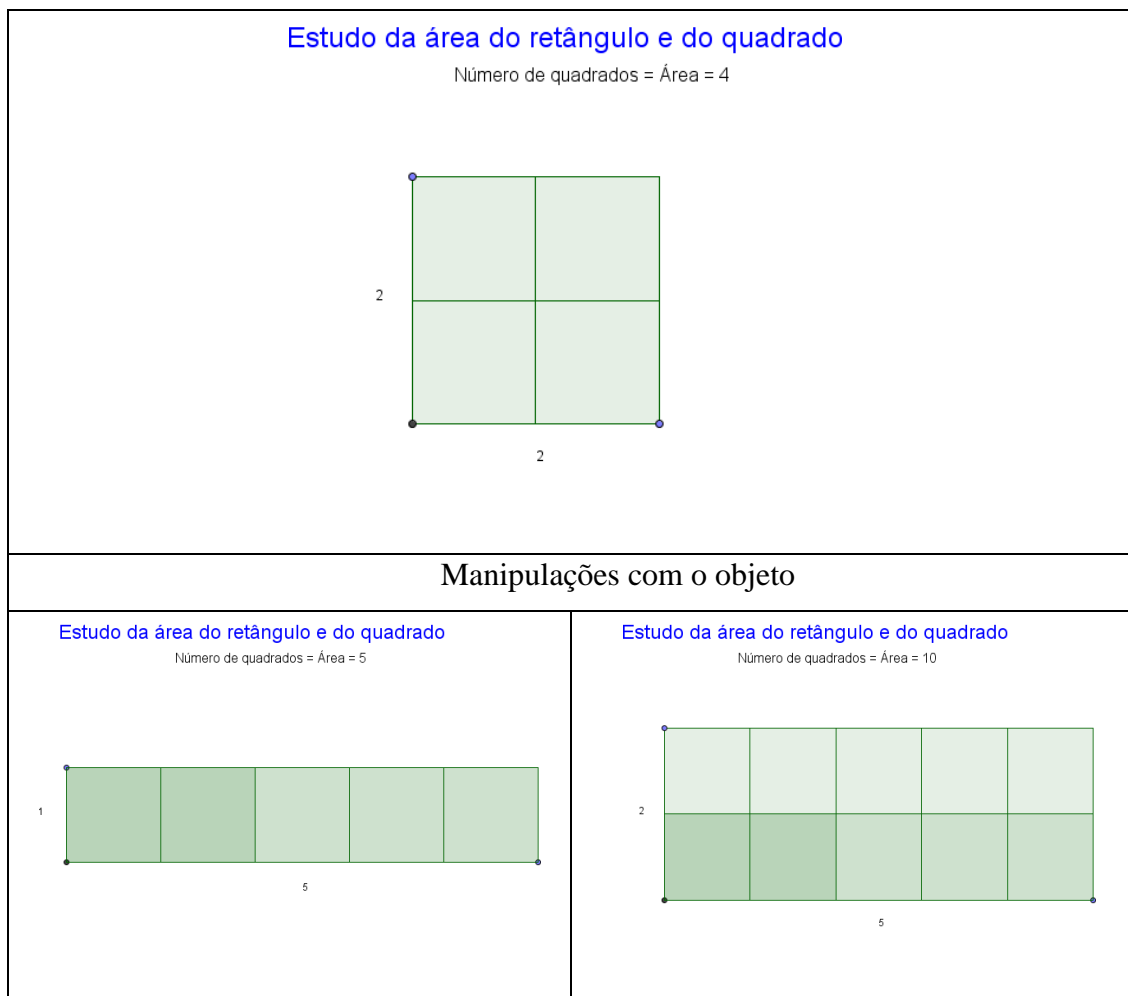 Estudo da área do retângulo e do quadrado
Número de quadrados = Área = 4
2
2
Manipulações com o objeto
Estudo da área do retângulo e do quadrado
Número de quadrados = Área = 5
1
5
Estudo da área do retângulo e do quadrado
Número de quadrados = Área = 10
2
5